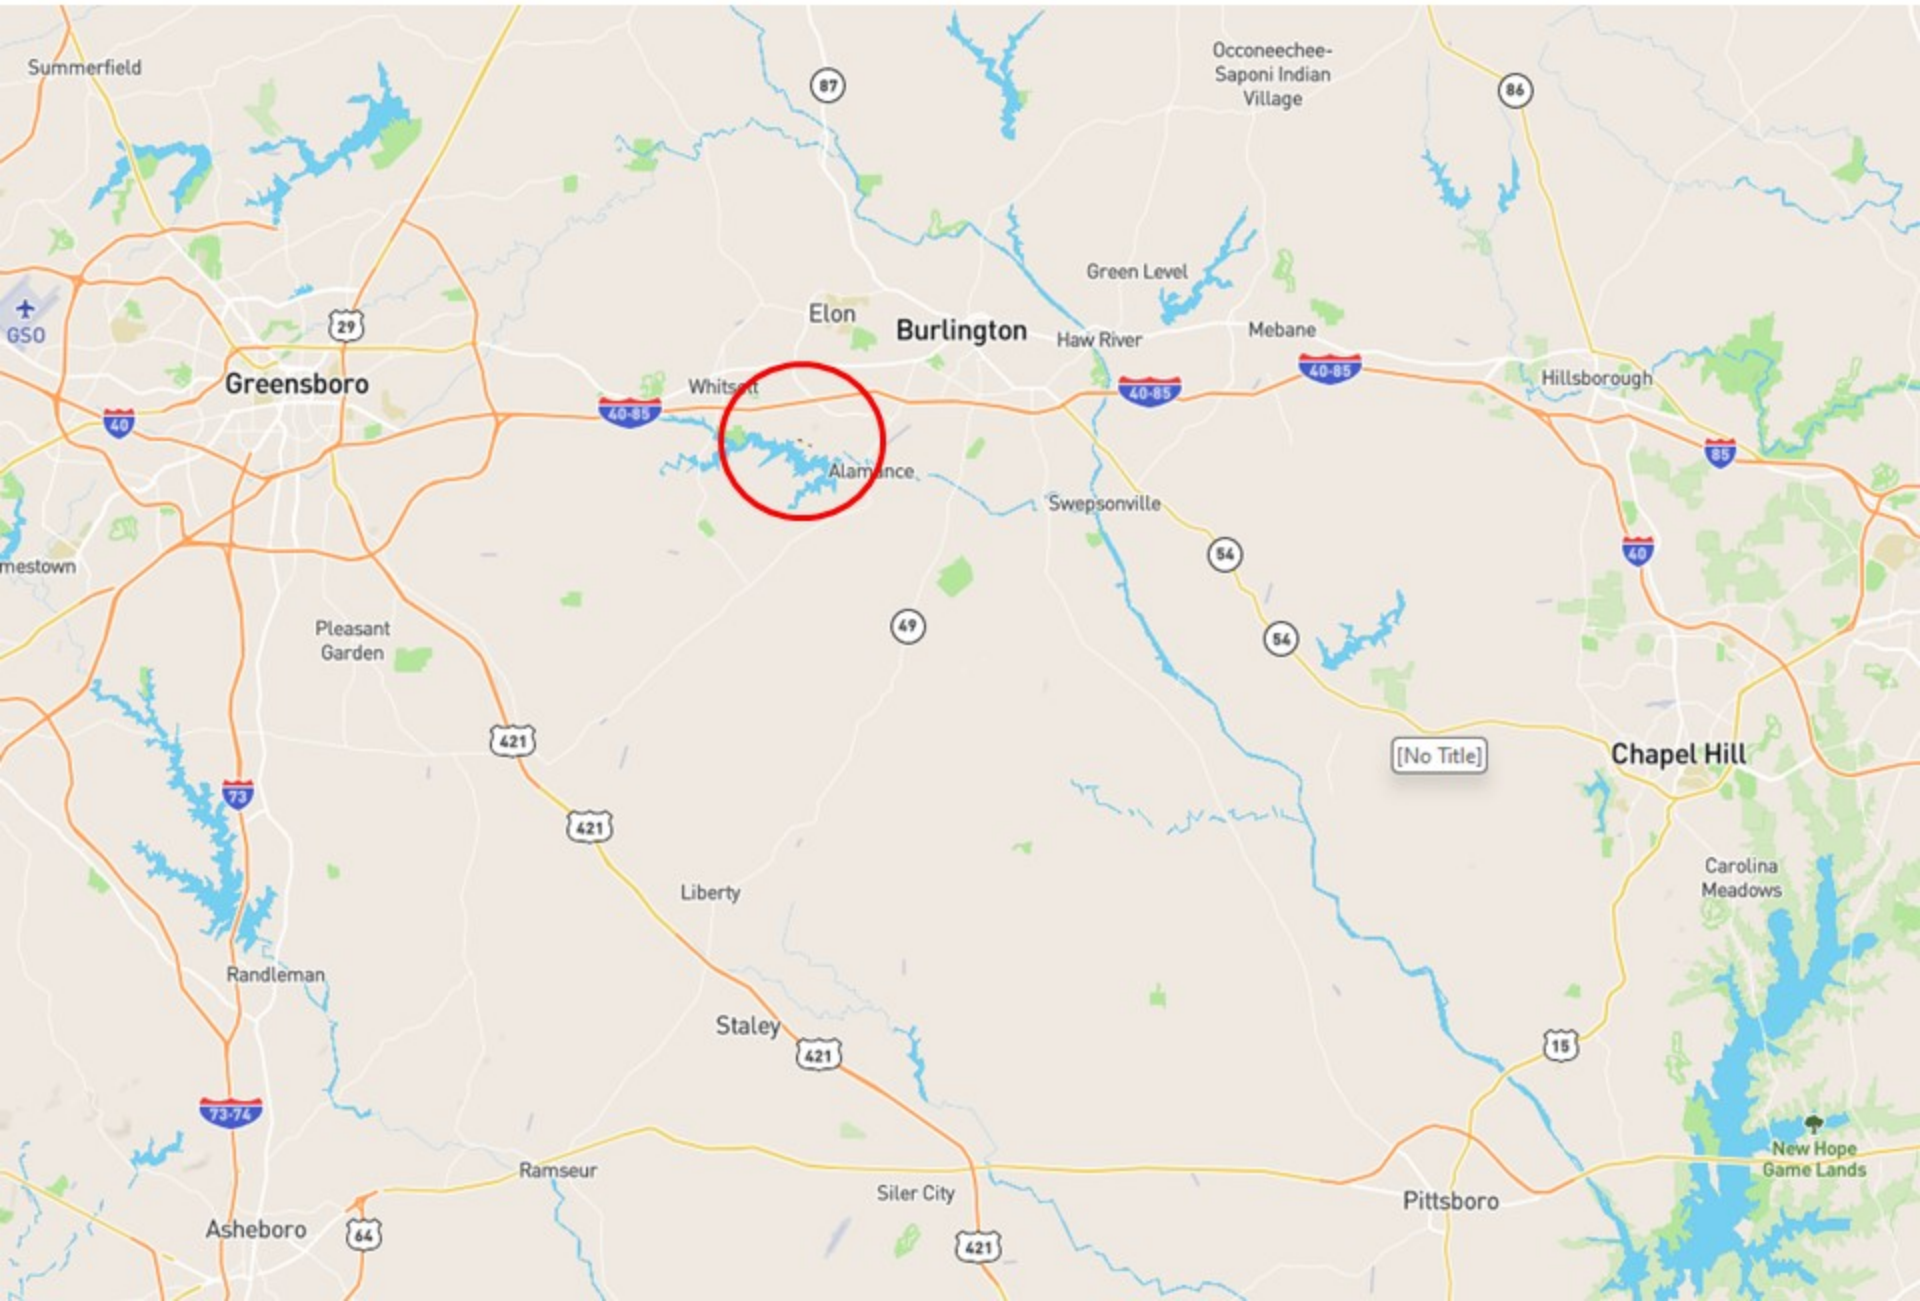 Summerfield
87
Occoneechee-
Saponi Indian
Village
86
GSO
29
Elon
Burlington
Green Level
Haw River
Mebane
Greensboro
Whitsett
40
40-85
40-85
40-85
Hillsborough
85
Alamance
Swepsonville
mestown
54
40
Pleasant
Garden
49
54
421
[No Title]
Chapel Hill
73
421
Liberty
Carolina
Meadows
Randleman
Staley
421
15
73-74
New Hope
Game Lands
Ramseur
Siler City
Pittsboro
Asheboro
64
421